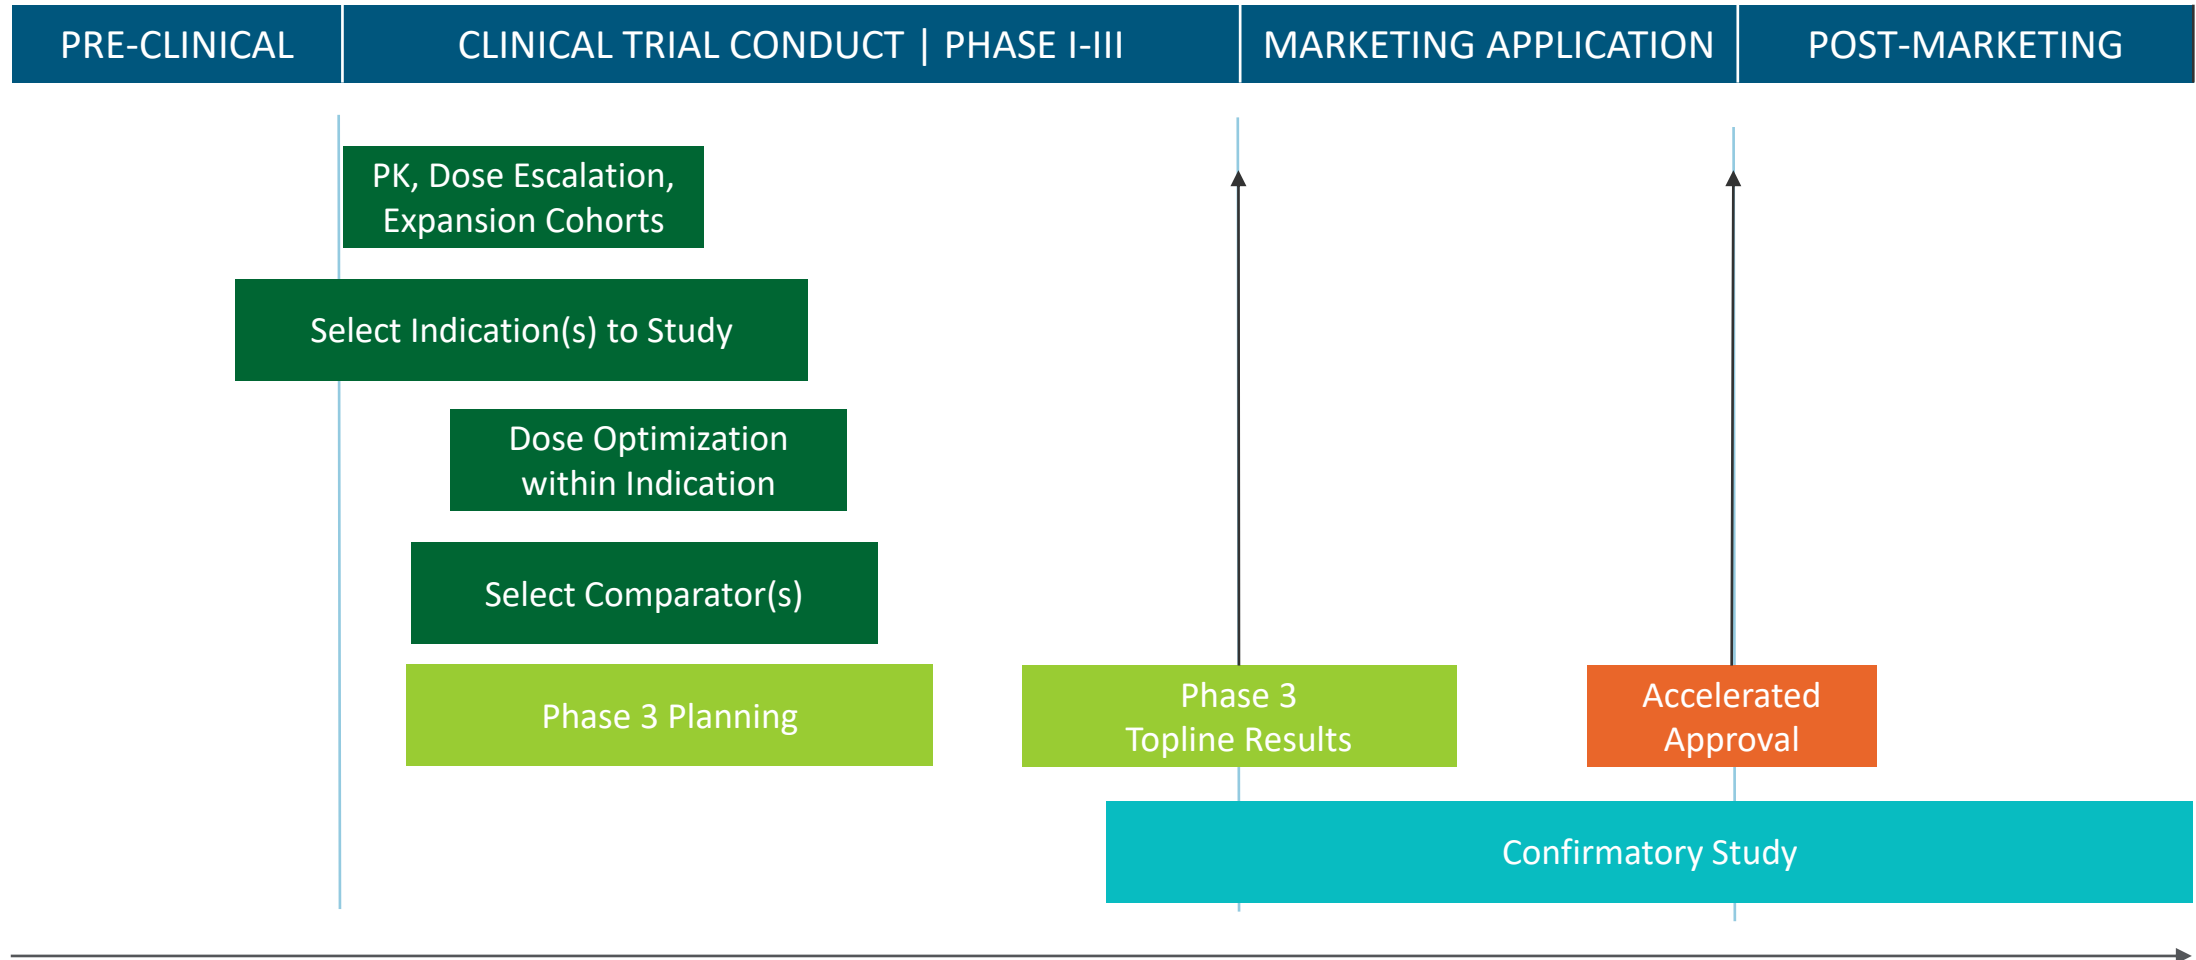 PRE-CLINICAL
CLINICAL TRIAL CONDUCT | PHASE I-III
MARKETING APPLICATION
POST-MARKETING
PK, Dose Escalation,
Expansion Cohorts
Select Indication(s) to Study
Dose Optimization
within Indication
Select Comparator(s)
Phase 3 Planning
Phase 3
Topline Results
Accelerated
Approval
Confirmatory Study